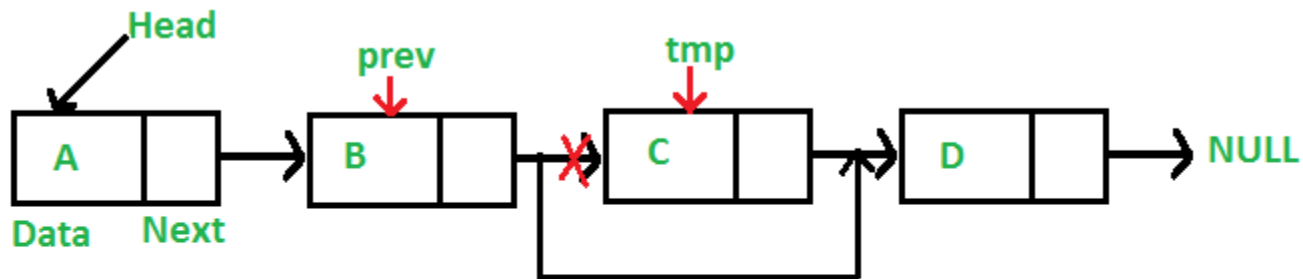 Head
prev
tmp
A
B
C
D
NULL
Data
Next